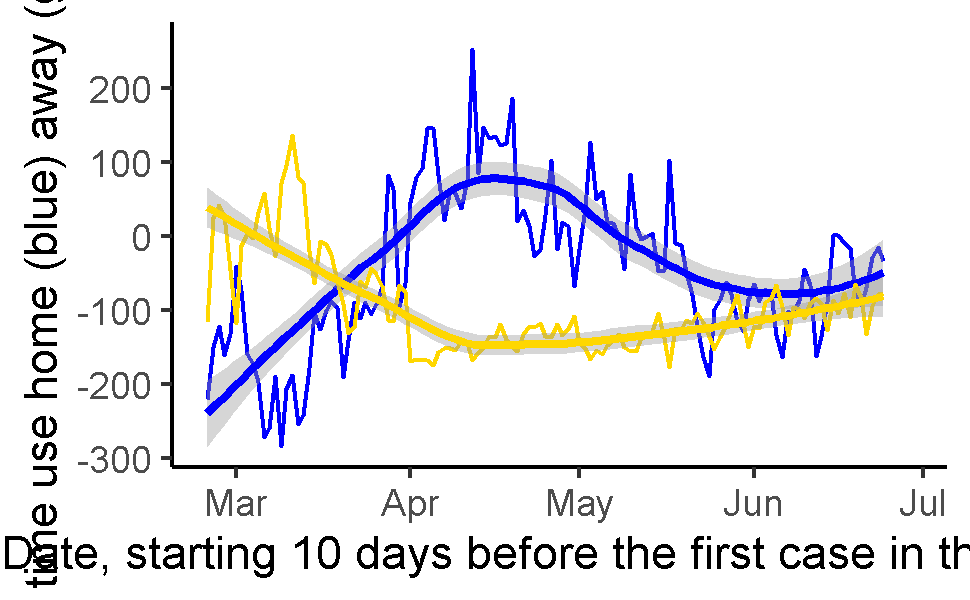 time use home (blue) away (
200
100
0
-100
-200
-300
Mar Apr May Jun Jul
Date, starting 10 days before the first case in th